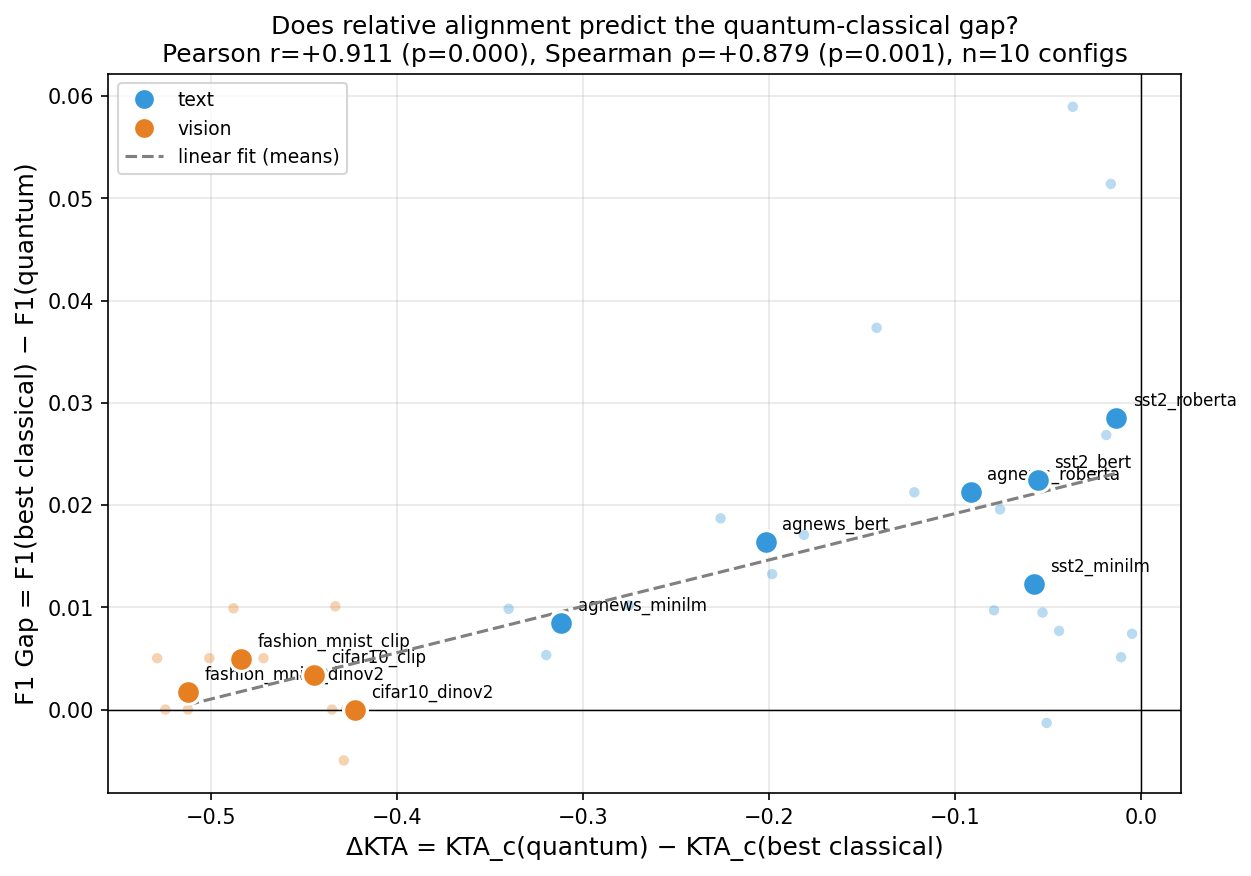 Does relative alignment predict the quantum-classical gap?
Pearson r=+0.911 (p=0.000), Spearman ρ=+0.879 (p=0.001), n=10 configs
text
vision
linear fit (means)
F1 Gap = F1(best classical) − F1(quantum)
0.06
0.05
0.04
0.03
0.02
0.01
0.00
sst2_roberta
sst2_bert
agnews_roberta
agnews_bert
sst2_minilm
agnews_minilm
fashion_mnist_clip
cifar10_clip
fashion_mnist_dinov2
cifar10_dinov2
−0.5
−0.4
−0.3
−0.2
−0.1
0.0
ΔKTA = KTA_c(quantum) − KTA_c(best classical)